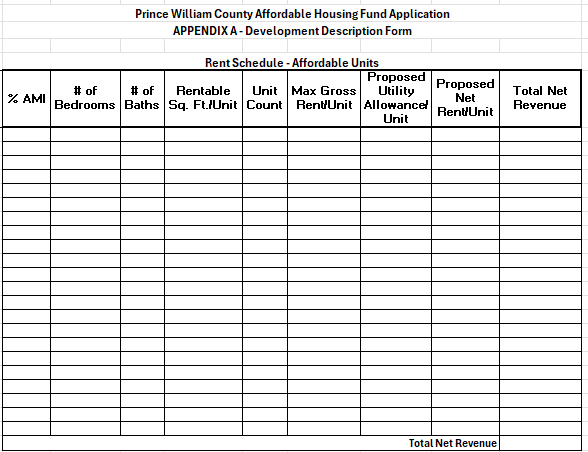 Prince William County Affordable Housing Fund Application
APPENDIX A - Development Description Form
Rent Schedule - Affordable Units
% AMI
# of
Bedrooms
# of
Baths
Rentable
Sq. Ft./Unit
Unit
Count
Max Gross
Rent/Unit
Proposed
Utility
Allowance/
Unit
Proposed
Net
Rent/Unit
Total Net
Revenue
Total Net Revenue